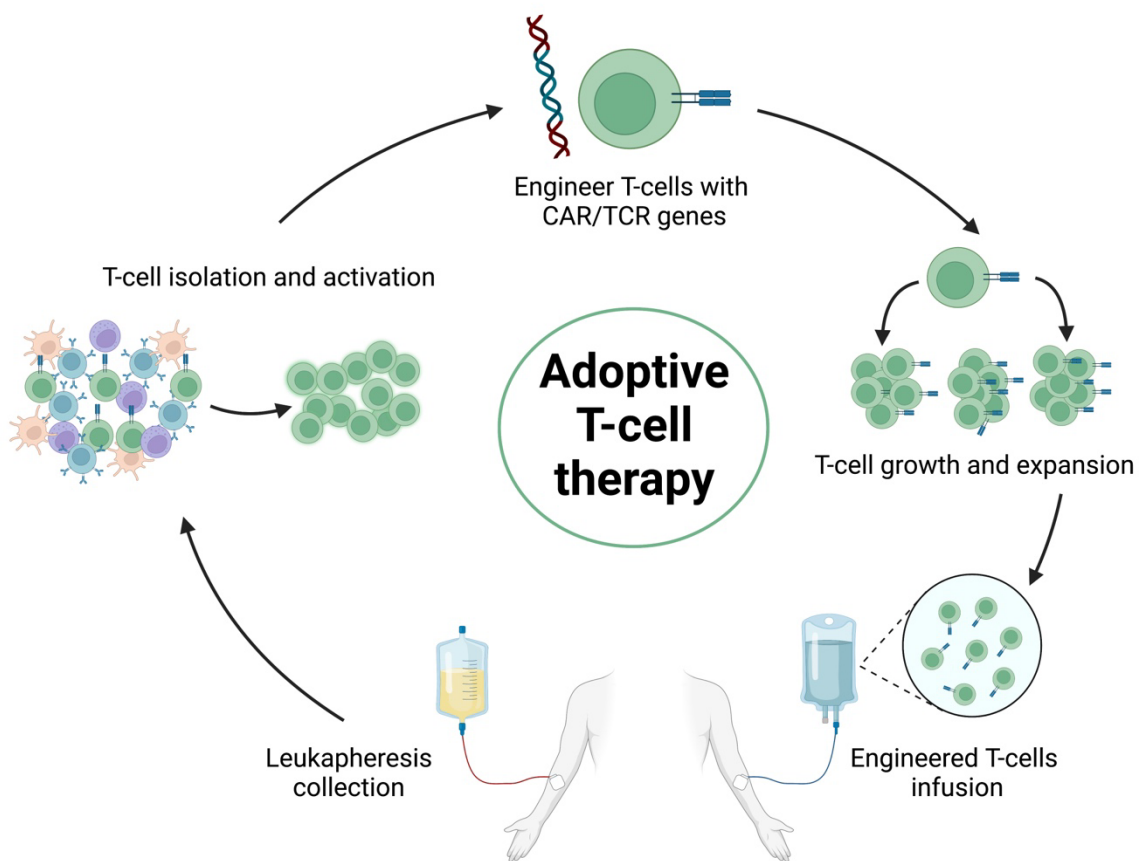 Engineer T-cells with
CAR/TCR genes
T-cell isolation and activation
Adoptive
T-cell
therapy
T-cell growth and expansion
Leukapheresis
collection
Engineered T-cells
infusion